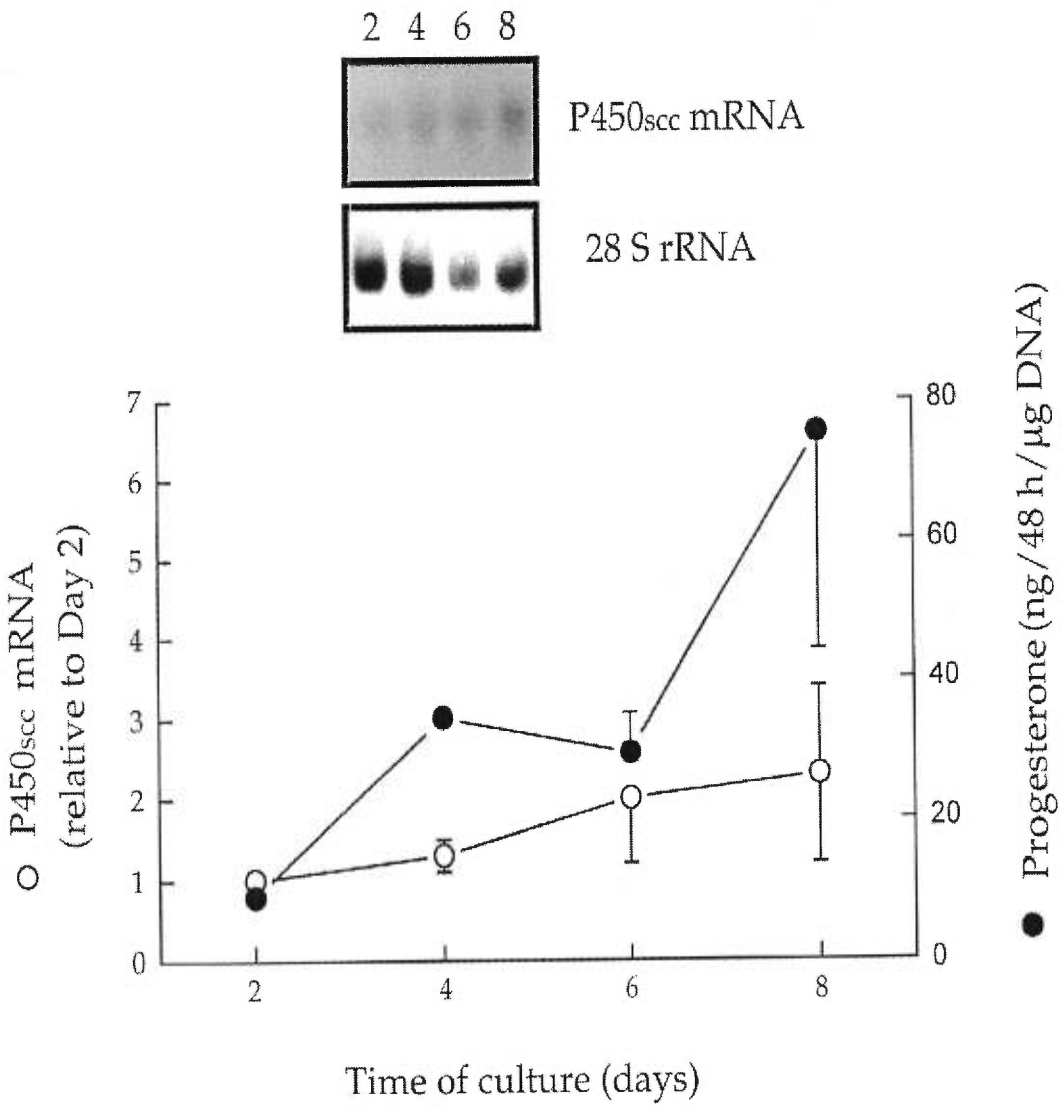 2 4 6 8
P450scc mRNA
28 S rRNA
7
6
5
4
3
2
1
0
P450scc mRNA
(relative to Day 2)
80
60
40
20
0
Progesterone (ng/48 h/µg DNA)
2 4 6 8
Time of culture (days)